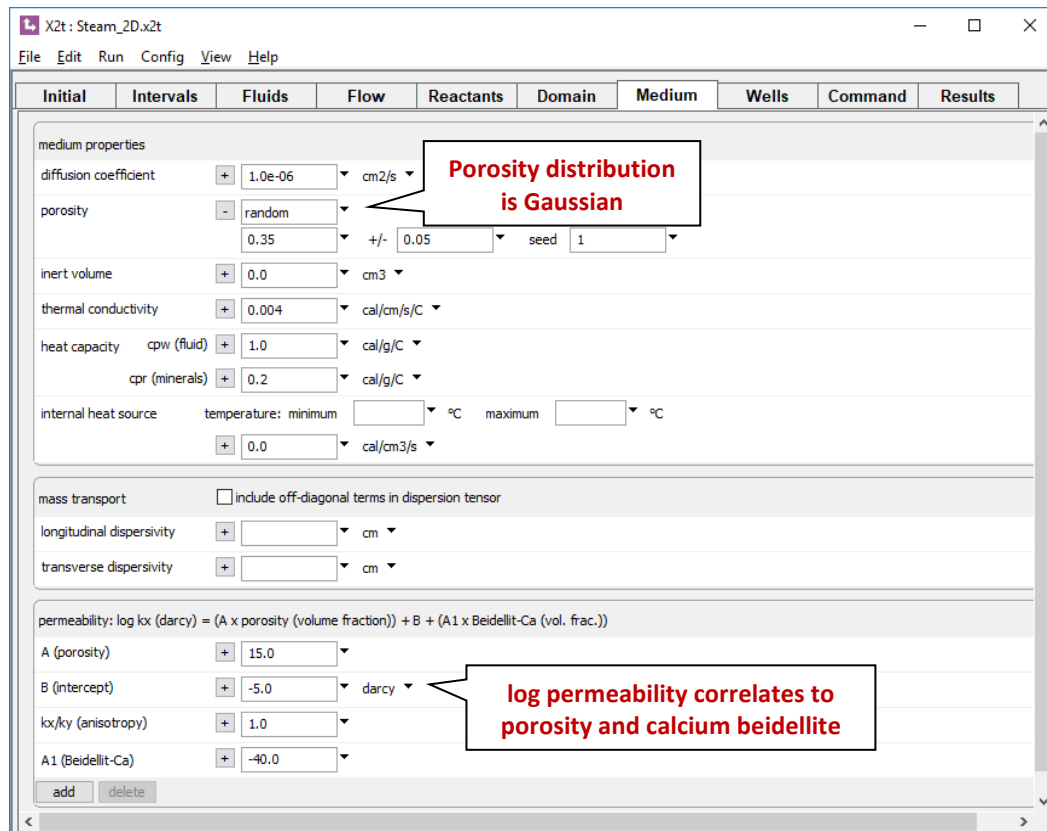 X2t : Steam_2D.x2t
File Edit Run Config View Help
Initial Intervals Fluids Flow Reactants Domain Medium Wells Command Results
medium properties
diffusion coefficient + 1.0e-06 cm2/s
Porosity distribution
is Gaussian
porosity - random
0.35 +/- 0.05 seed 1
inert volume + 0.0 cm3
thermal conductivity + 0.004 cal/cm/s/C
heat capacity cpw (fluid) + 1.0 cal/g/C
cpr (minerals) + 0.2 cal/g/C
internal heat source temperature: minimum ºC maximum ºC
+ 0.0 cal/cm3/s
mass transport include off-diagonal terms in dispersion tensor
longitudinal dispersivity + cm
transverse dispersivity + cm
permeability: log kx (darcy) = (A x porosity (volume fraction)) + B + (A1 x Beidellit-Ca (vol. frac.))
A (porosity) + 15.0
B (intercept) + -5.0 darcy
log permeability correlates to
porosity and calcium beidellite
kx/ky (anisotropy) + 1.0
A1 (Beidellit-Ca) + -40.0
add delete